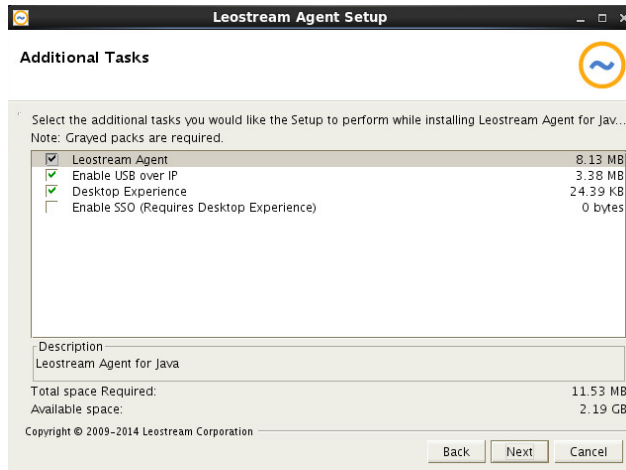 Leostream Agent Setup
Additional Tasks
Select the additional tasks you would like the Setup to perform while installing Leostream Agent for Jav...
Note: Grayed packs are required.
Leostream Agent 8.13 MB
Enable USB over IP 3.38 MB
Desktop Experience 24.39 KB
Enable SSO (Requires Desktop Experience) 0 bytes
Description
Leostream Agent for Java
Total space Required: 11.53 MB
Available space: 2.19 GB
Copyright © 2009-2014 Leostream Corporation
Back Next Cancel